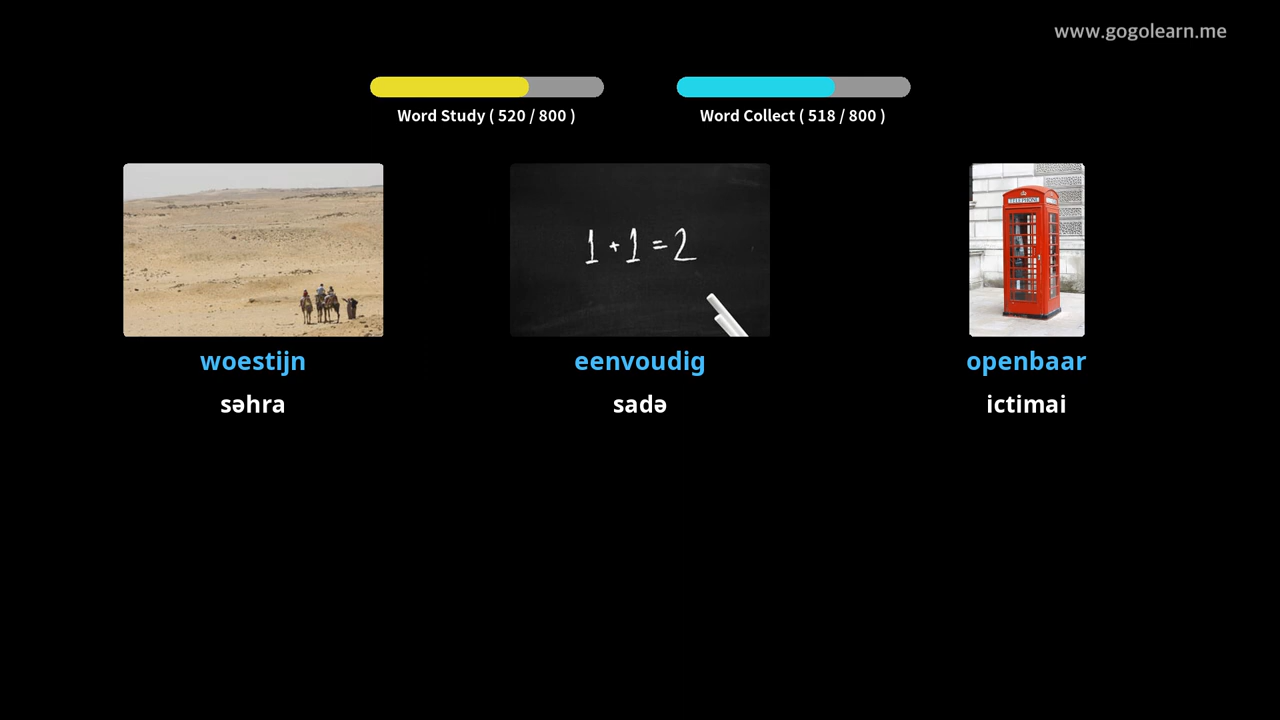 www.gogolearn.me
Word Study ( 520 / 800 )
Word Collect ( 518 / 800 )
1 + 1 = 2
TELEPHONE
woestijn
eenvoudig
openbaar
səhra
sadə
ictimai